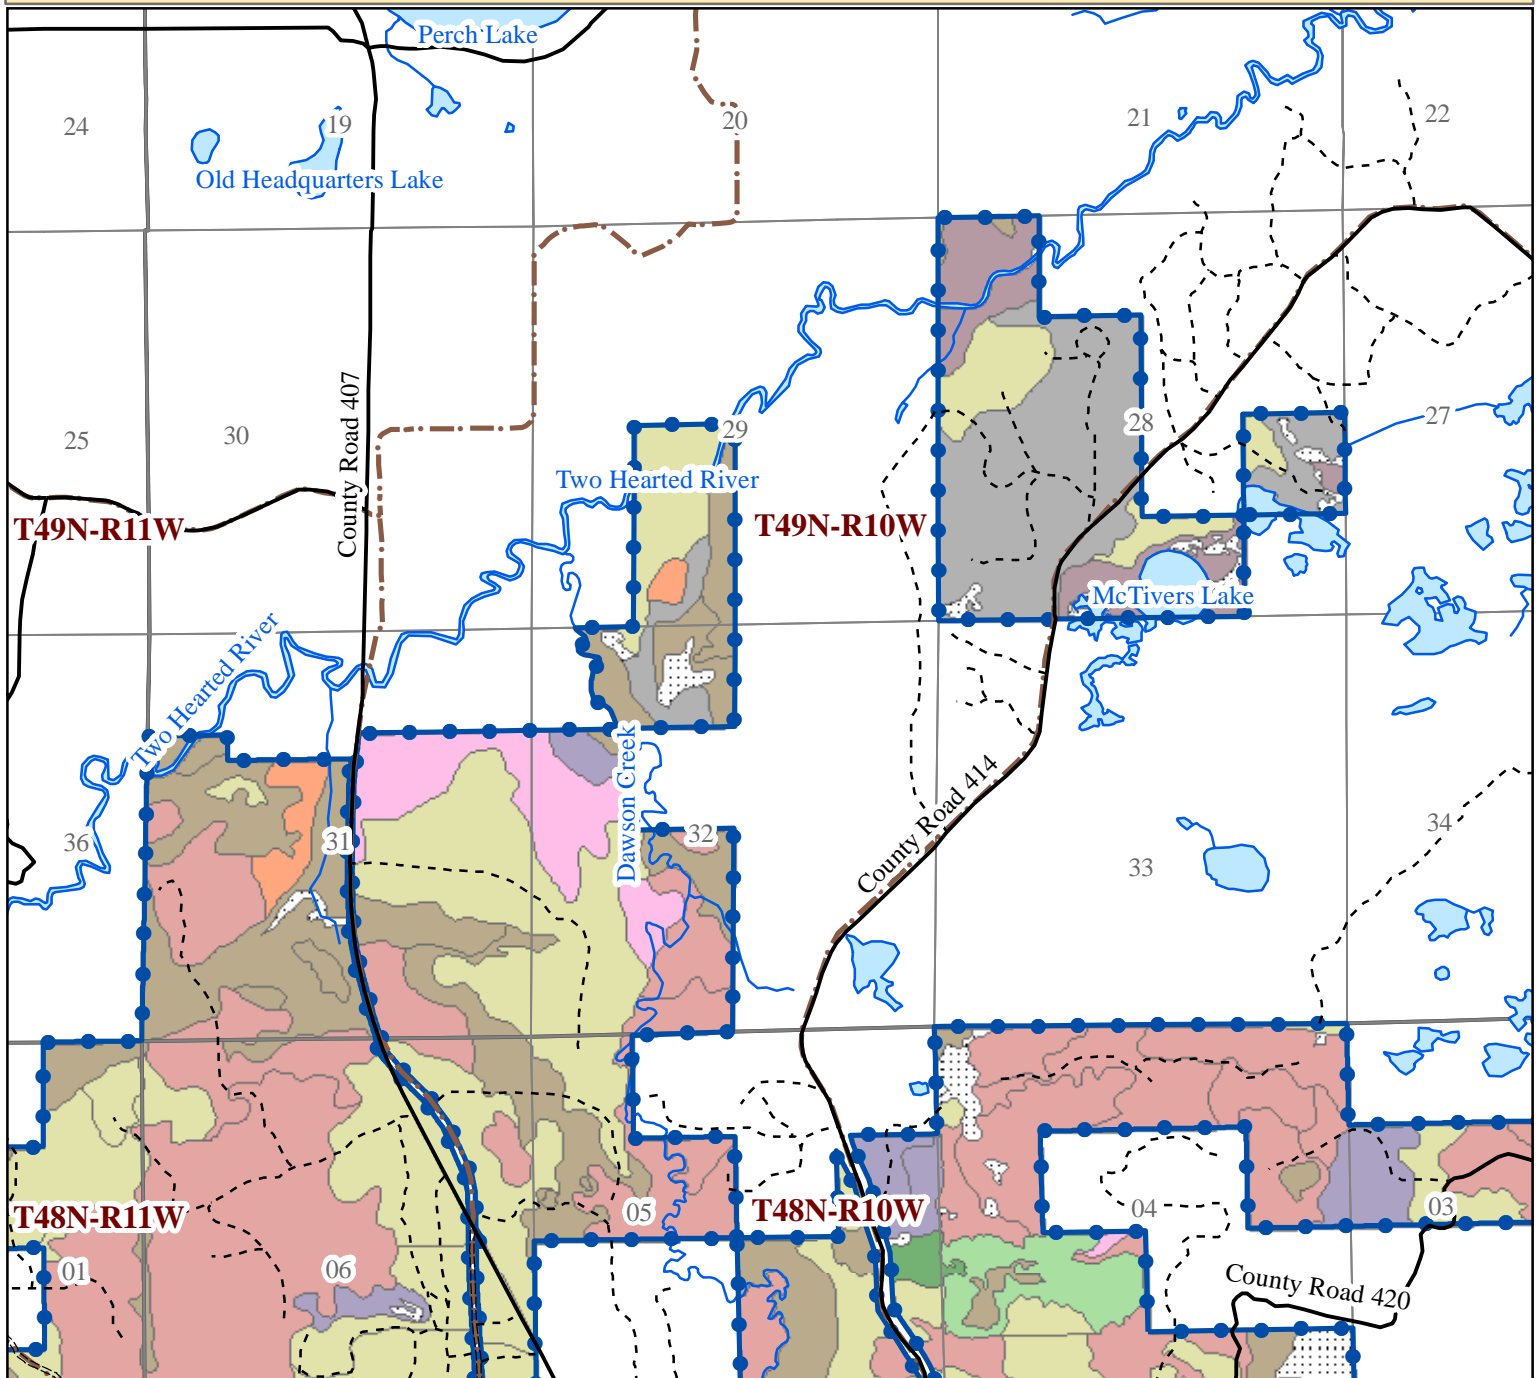 Perch Lake
24
19
20
21
22
Old Headquarters Lake
25
30
County Road 407
29
28
27
Two Hearted River
T49N-R11W
T49N-R10W
McTivers Lake
Two Hearted River
36
31
Dawson Creek
32
County Road 414
33
34
T48N-R11W
05
T48N-R10W
04
03
01
06
County Road 420